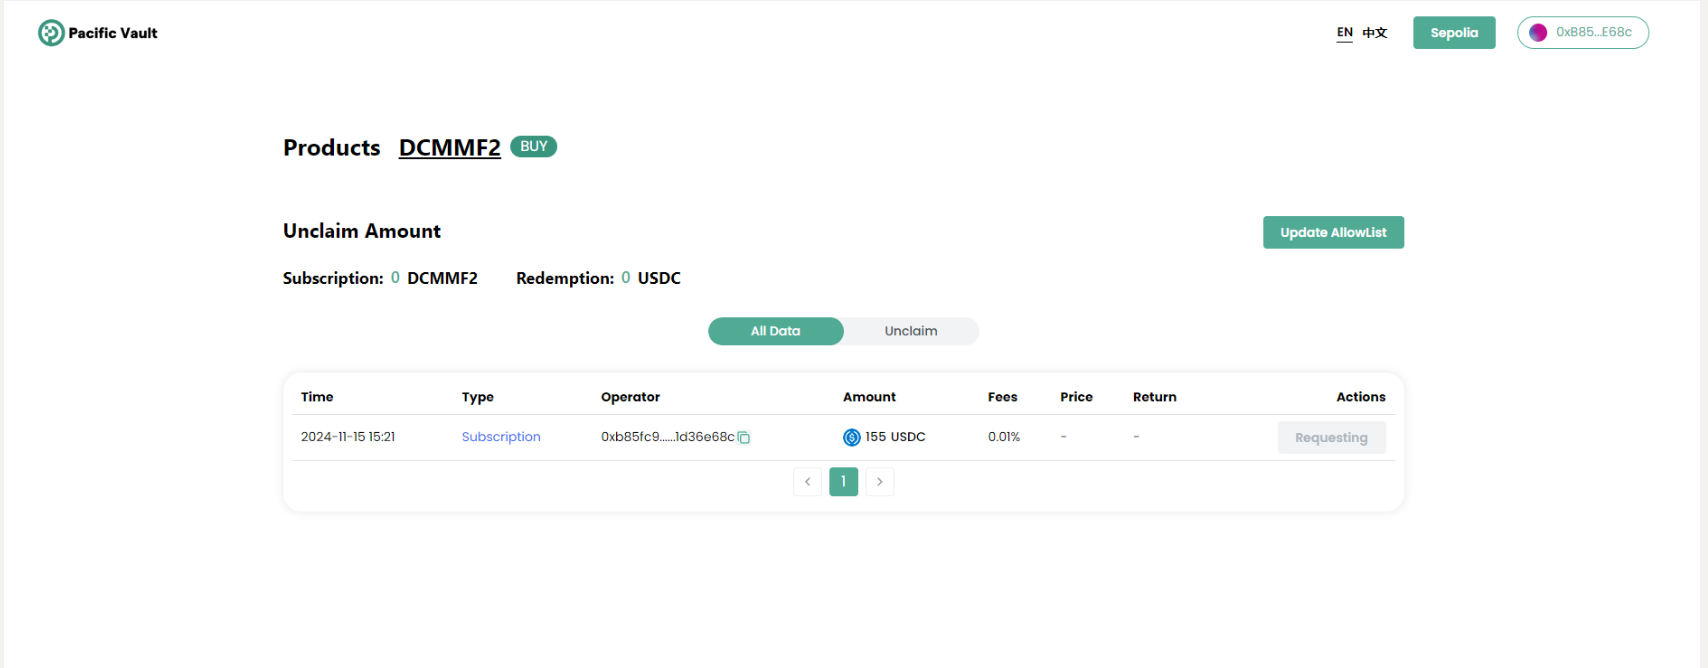 Pacific Vault EN 中文 Sepolia 0xB85...E68c
Products DCMMF2 BUY
Unclaim Amount Update AllowList
Subscription: 0 DCMMF2 Redemption: 0 USDC
All Data Unclaim
Time Type Operator Amount Fees Price Return Actions
2024-11-15 15:21 Subscription 0xb85fc9......1d36e68c 155 USDC 0.01% - - Requesting
< 1 >